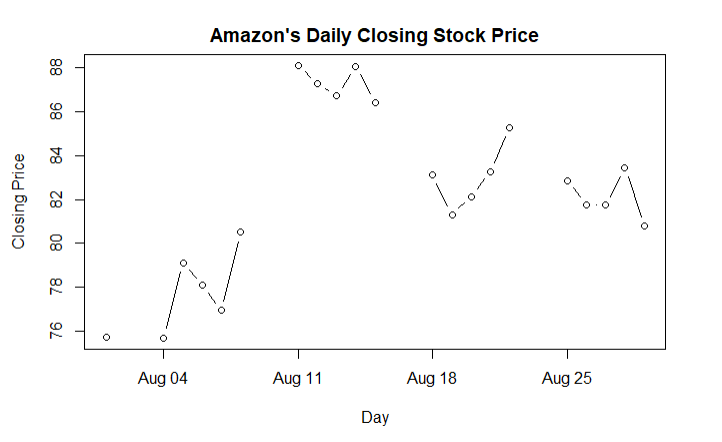 Amazon's Daily Closing Stock Price
88
86
84
82
80
78
76
Closing Price
Aug 04 Aug 11 Aug 18 Aug 25
Day